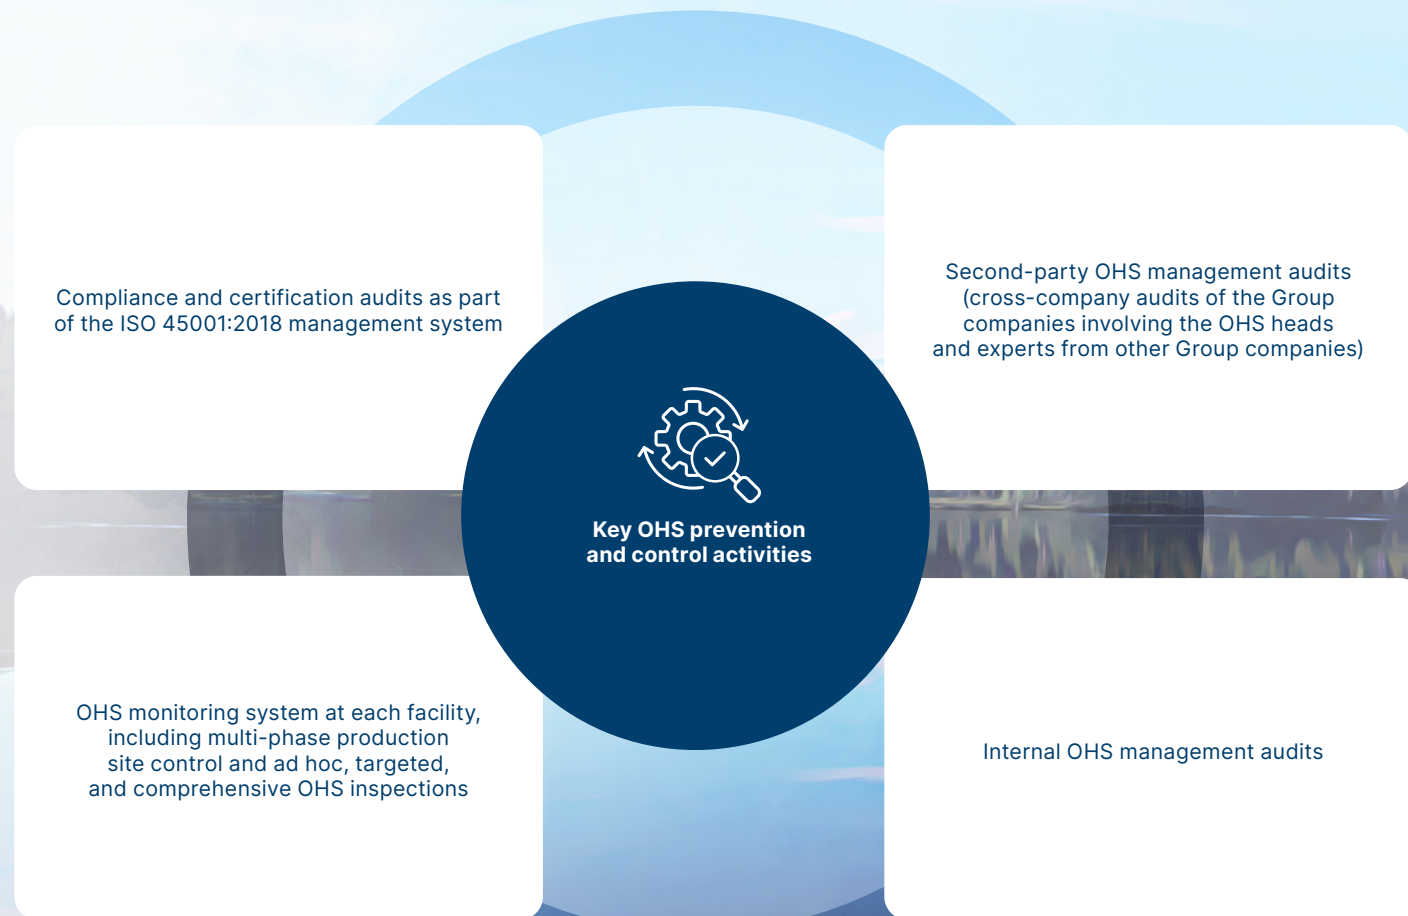 Compliance and certification audits as part
of the ISO 45001:2018 management system
Second-party OHS management audits
(cross-company audits of the Group
companies involving the OHS heads
and experts from other Group companies)
Key OHS prevention
and control activities
OHS monitoring system at each facility,
including multi-phase production
site control and ad hoc, targeted,
and comprehensive OHS inspections
Internal OHS management audits